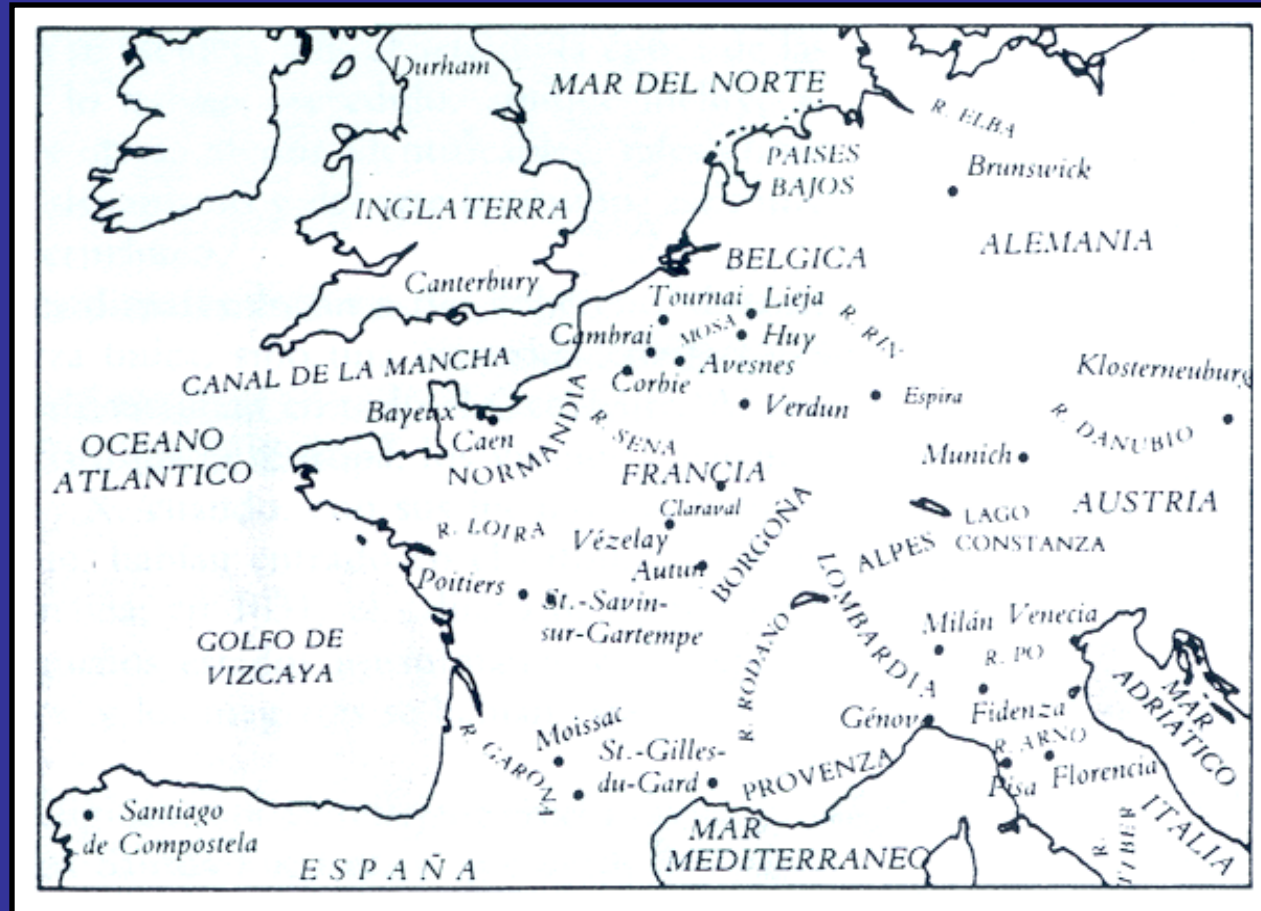 Durham
MAR DEL NORTE
R. ELBA
PAISES
BAJOS
Brunswick
INGLATERRA
ALEMANIA
BELGICA
Canterbury
Tournai
Lieja
R. RIN
MOSA
Cambrai
Huy
CANAL DE LA MANCHA
Avesnes
Klosterneuburg
Corbie
Bayeux
Verdun
Espira
Caen
R. SENA
R. DANUBIO
OCEANO
ATLANTICO
NORMANDIA
FRANCIA
Munich
Claraval
AUSTRIA
LAGO
CONSTANZA
R. LOIRA
Vézelay
ALPES
Autun
BORGOÑA
Poitiers
St.-Savin-
sur-Gartempe
LOMBARDIA
GOLFO DE
VIZCAYA
Milán
Venecia
R. PO
R. RODANO
MAR
ADRIATICO
Génov
Fidenza
R. GARONA
Moissac
St.-Gilles-
du-Gard
PROVENZA
R. ARNO
Pisa
Florencia
Santiago
de Compostela
MAR
MEDITERRANEO
R. TIBER
ITALIA
ESPAÑA